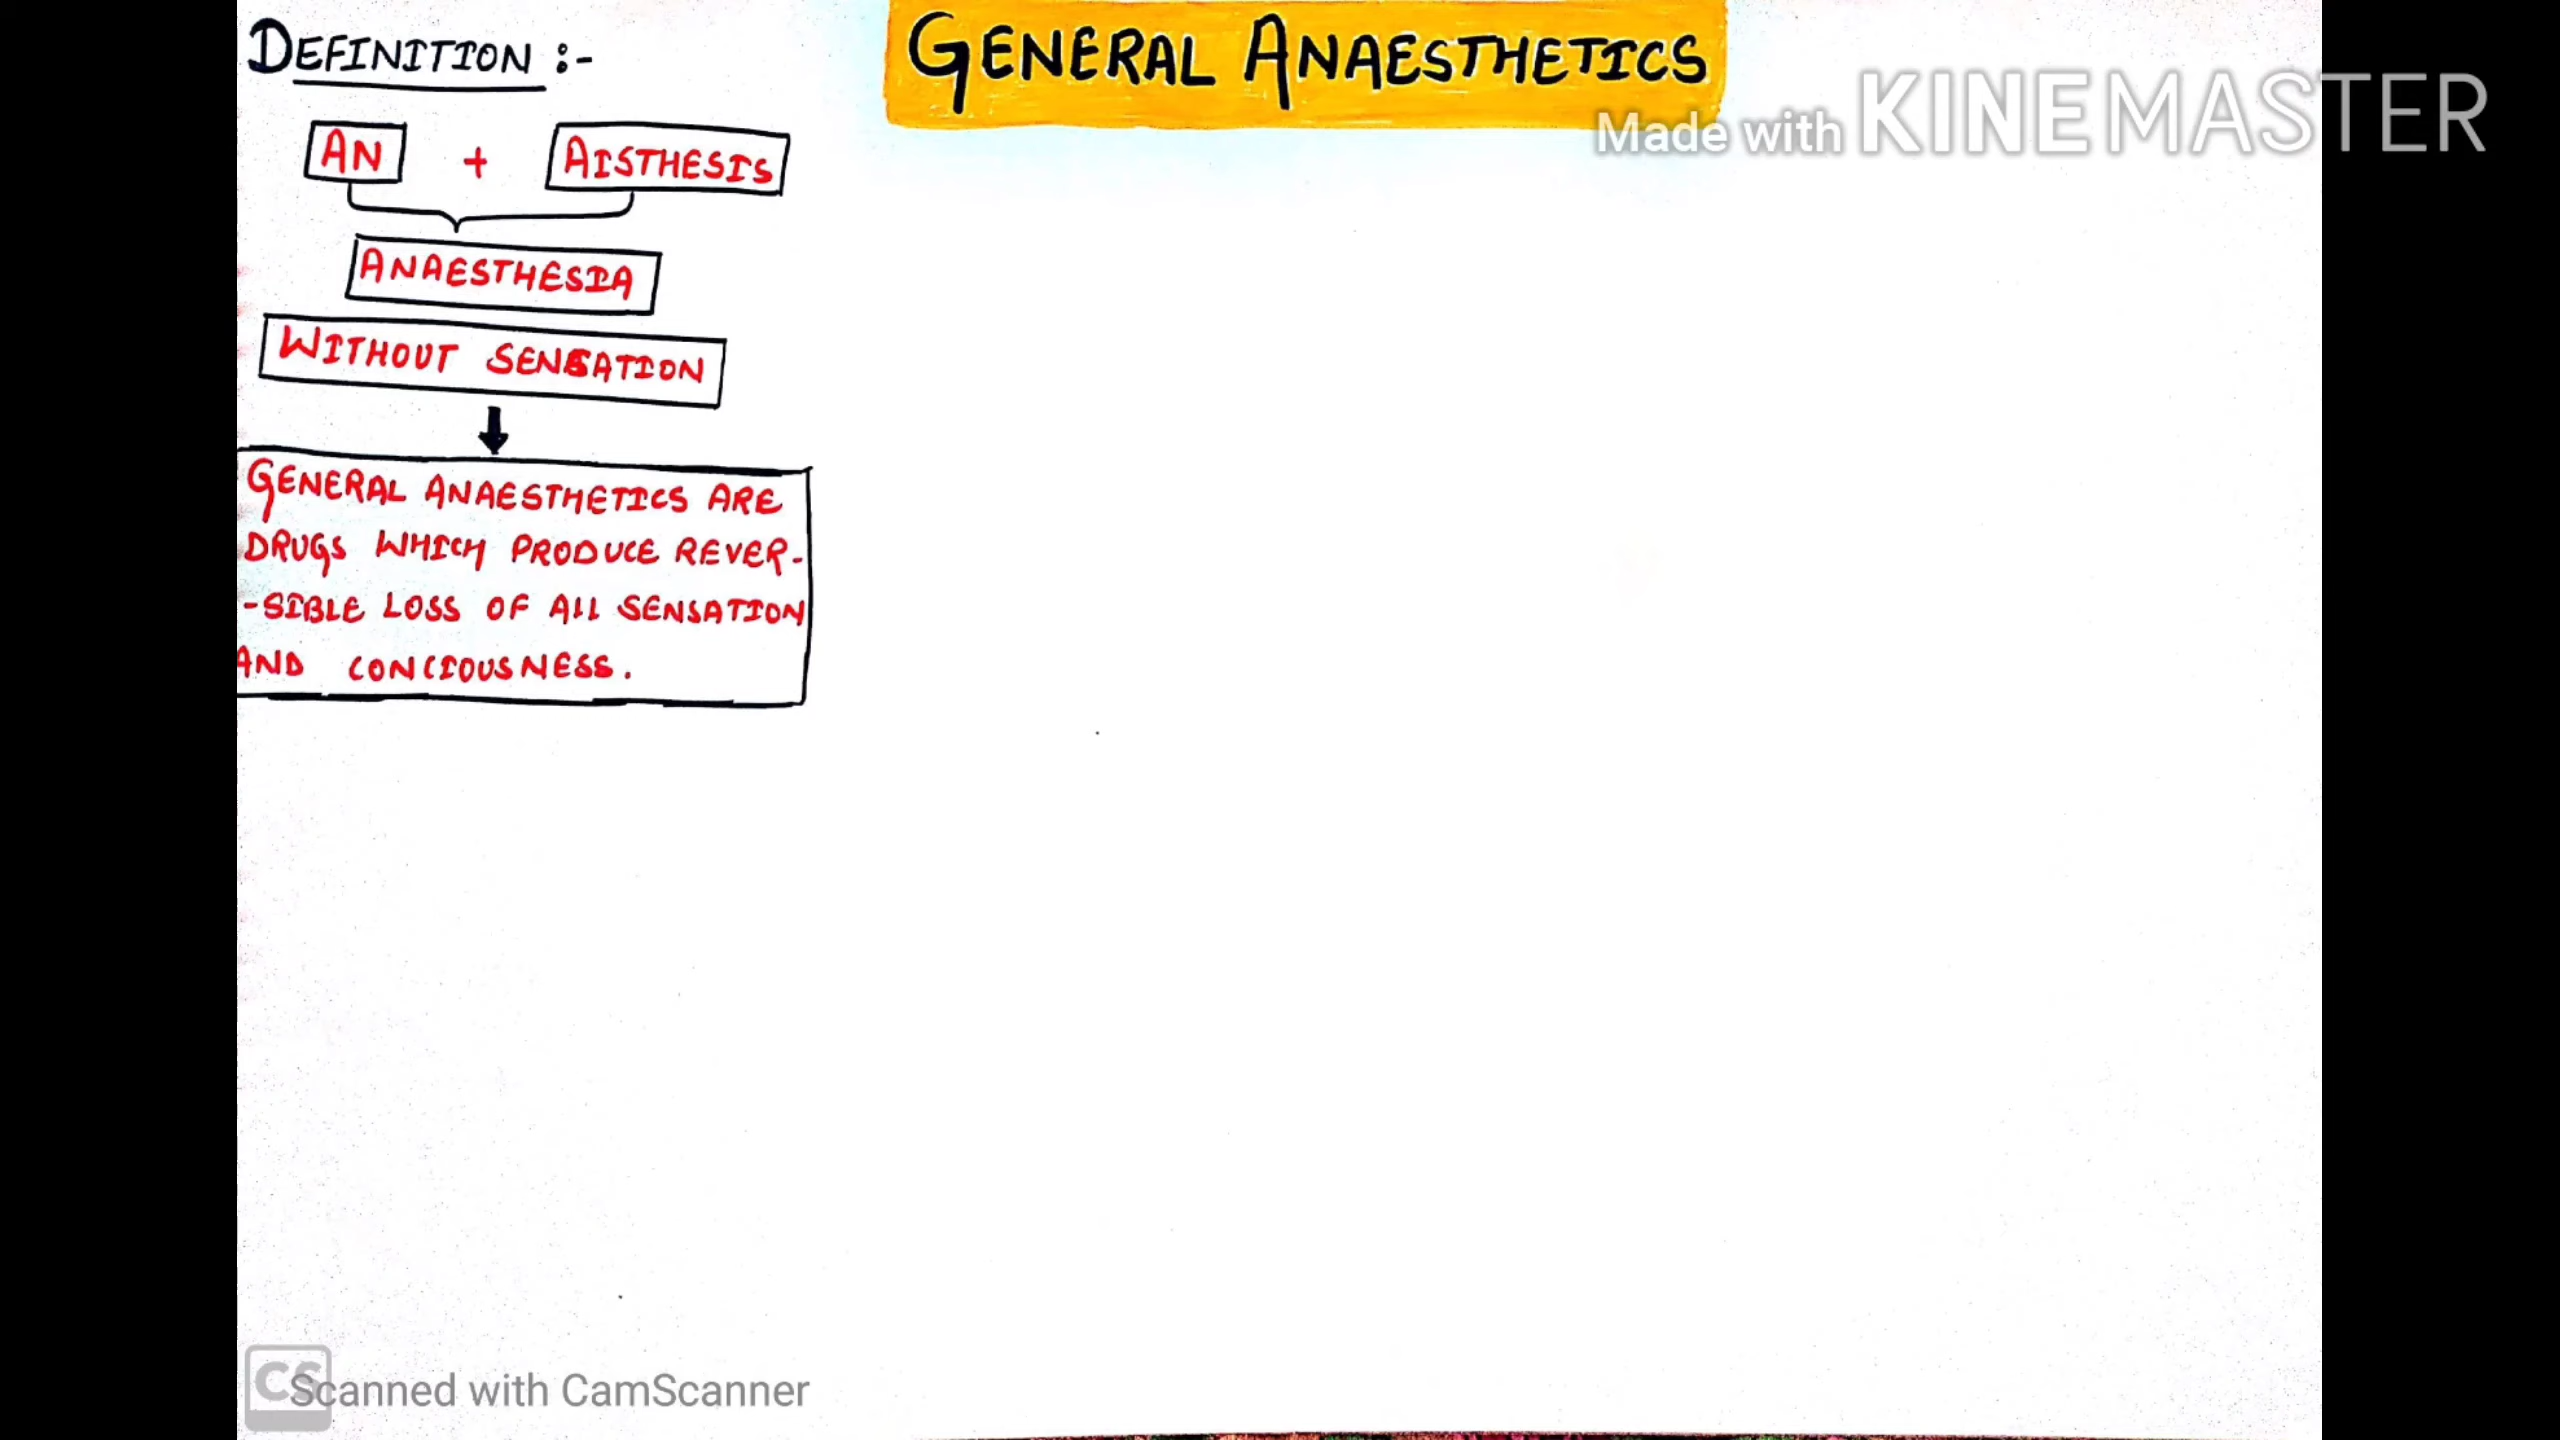 GENERAL ANAESTHETICS
Made with KINEMASTER
DEFINITION :-
AN + AISTHESIS
ANAESTHESIA
WITHOUT SENSATION
GENERAL ANAESTHETICS ARE
DRUGS WHICH PRODUCE REVER-
-SIBLE LOSS OF ALL SENSATION
AND CONCIOUSNESS.
CS Scanned with CamScanner